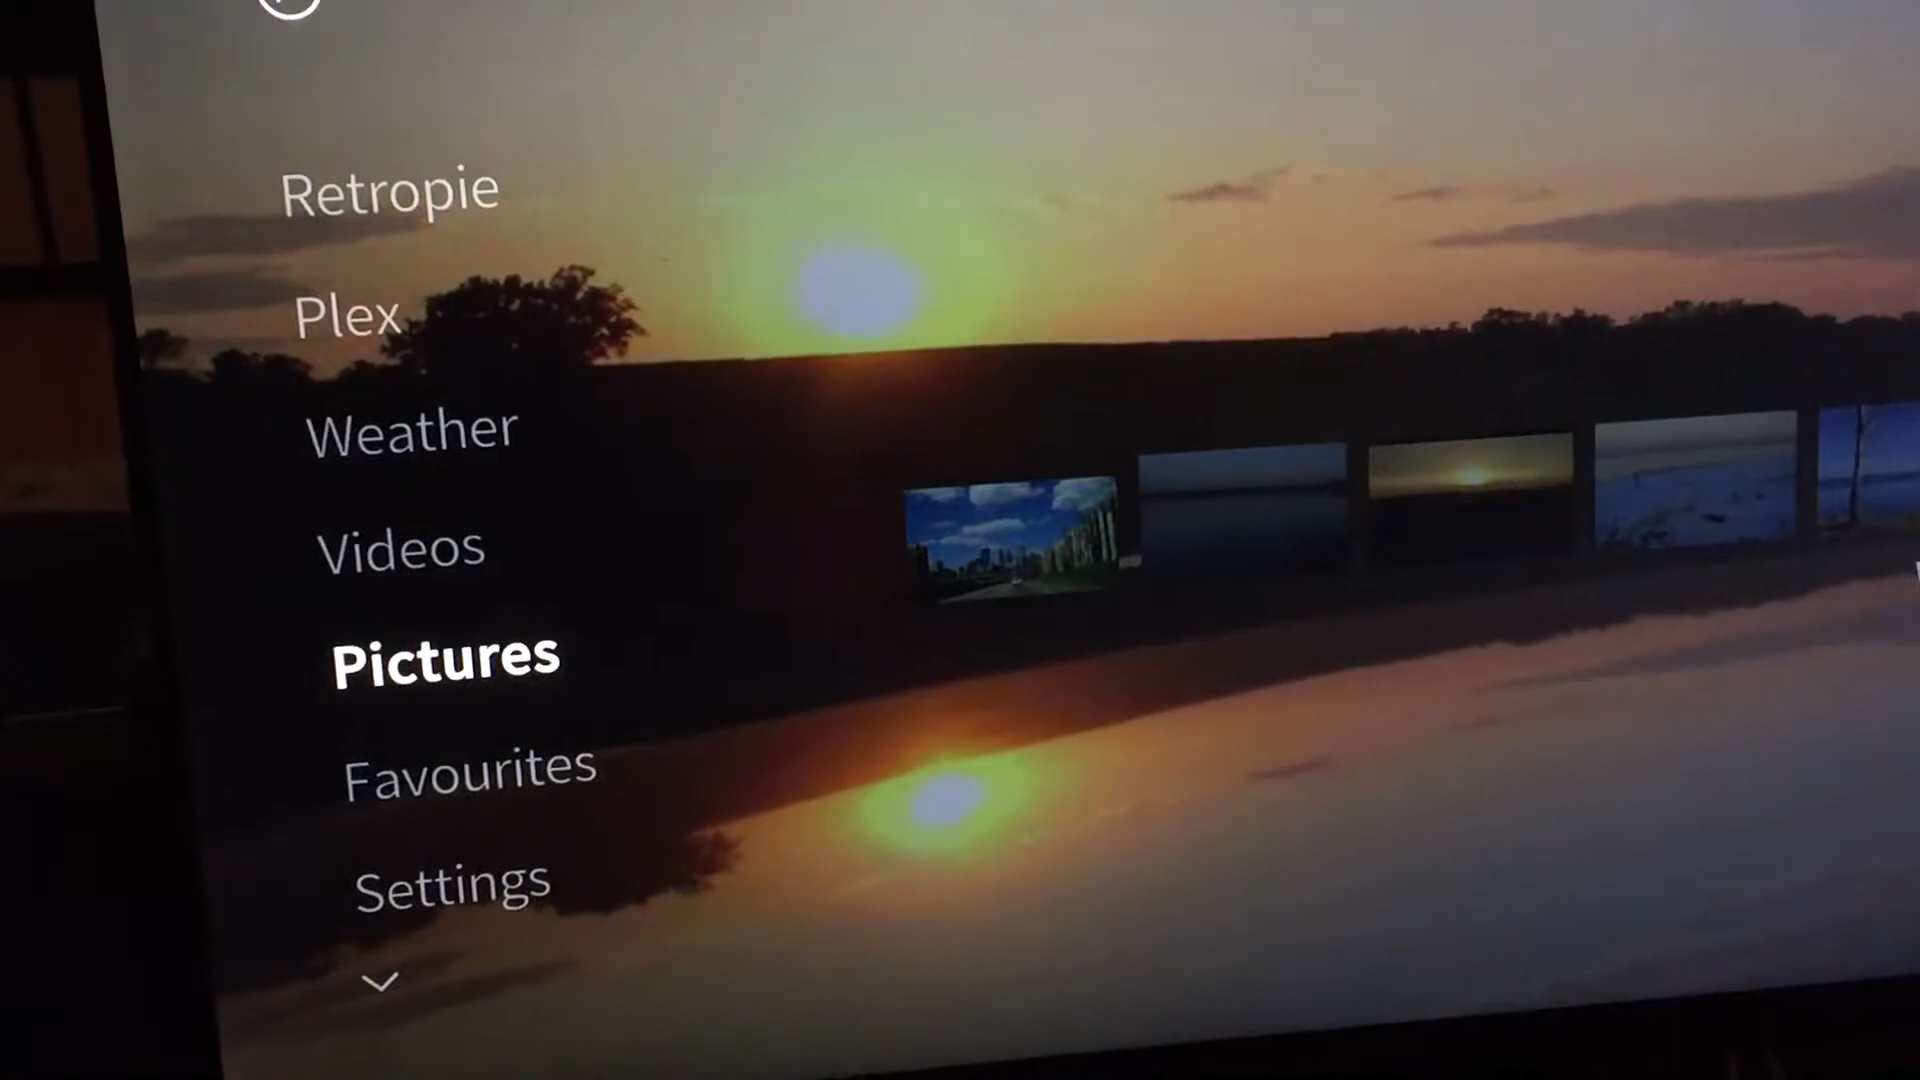 Retropie
Plex
Weather
Videos
Pictures
Favourites
Settings